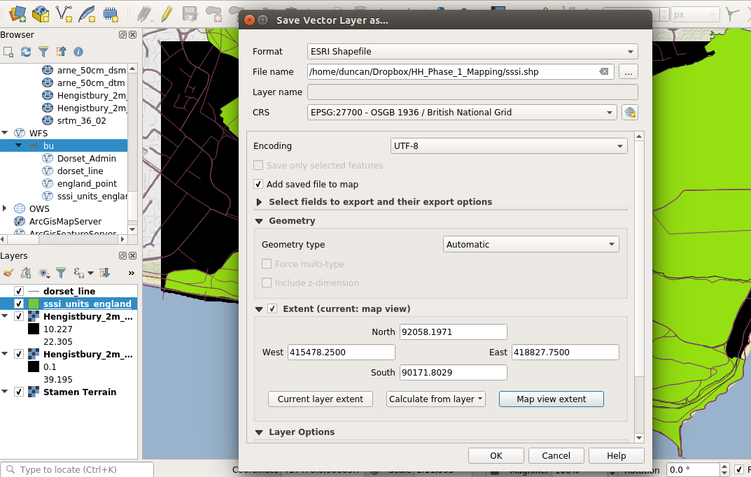 Save Vector Layer as...
px
Browser
arne_50cm_dsm
arne_50cm_dtm
Hengistbury_2m_
Hengistbury_2m_
srtm_36_02
WFS
bu
Dorset_Admin
dorset_line
england_point
sssi_units_englan
OWS
ArcGisMapServer
ArcGisFeatureServer
Layers
dorset_line
sssi_units_england
Hengistbury_2m_...
10.227
22.305
Hengistbury_2m_...
0.1
39.195
Stamen Terrain
Type to locate (Ctrl+K)
Format
ESRI Shapefile
File name
/home/duncan/Dropbox/HH_Phase_1_Mapping/sssi.shp
...
Layer name
CRS
EPSG:27700 - OSGB 1936 / British National Grid
Encoding
UTF-8
Save only selected features
Add saved file to map
Select fields to export and their export options
Geometry
Geometry type
Automatic
Force multi-type
Include z-dimension
Extent (current: map view)
North 92058.1971
West 415478.2500
East 418827.7500
South 90171.8029
Current layer extent
Calculate from layer
Map view extent
Layer Options
OK
Cancel
Help
Coordinate
Magnifier
100%
Rotation
0.0 °